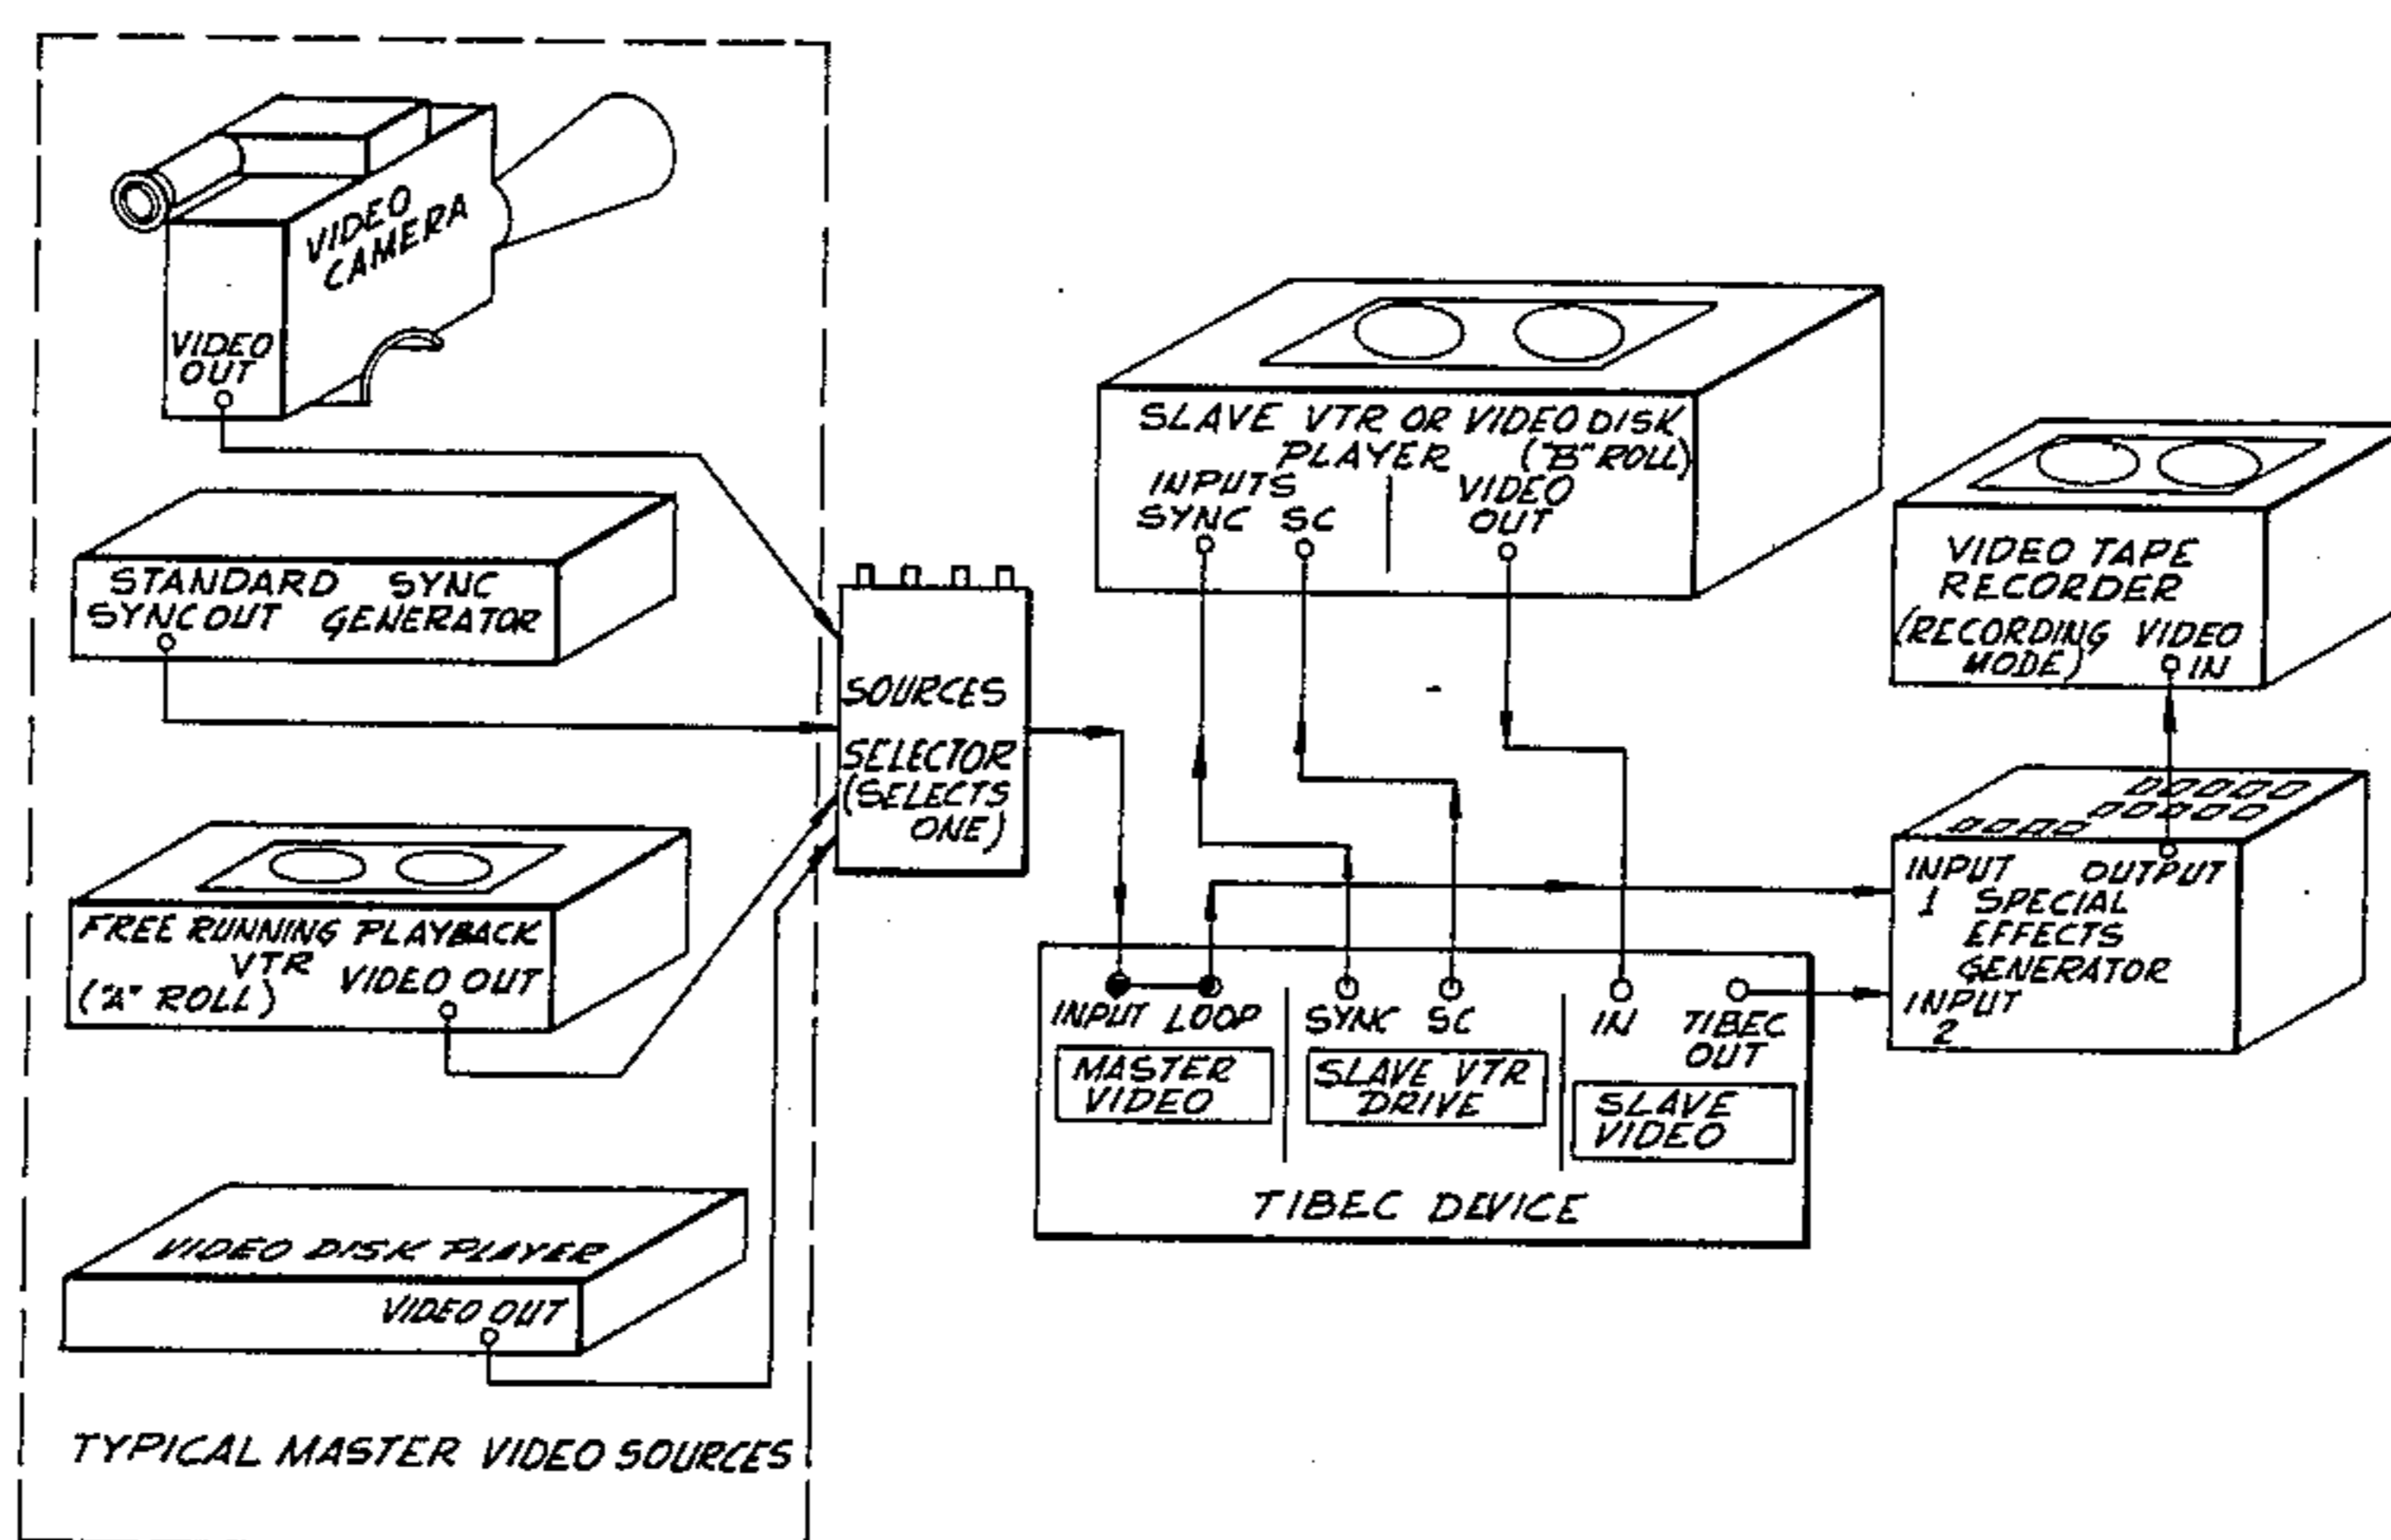 VIDEO
CAMERA
VIDEO
OUT
STANDARD SYNC
SYNC OUT GENERATOR
FREE RUNNING PLAYBACK
VTR VIDEO OUT
("A" ROLL)
VIDEO DISK PLAYER
VIDEO OUT
TYPICAL MASTER VIDEO SOURCES
SOURCES
SELECTOR
(SELECTS
ONE)
SLAVE VTR OR VIDEO DISK
PLAYER ("B" ROLL)
INPUTS VIDEO
SYNC SC OUT
VIDEO TAPE
RECORDER
(RECORDING VIDEO
MODE) IN
INPUT OUTPUT
1 SPECIAL
EFFECTS
GENERATOR
INPUT
2
INPUT LOOP SYNC SC IN TIBEC
OUT
MASTER
VIDEO
SLAVE VTR
DRIVE
SLAVE
VIDEO
TIBEC DEVICE